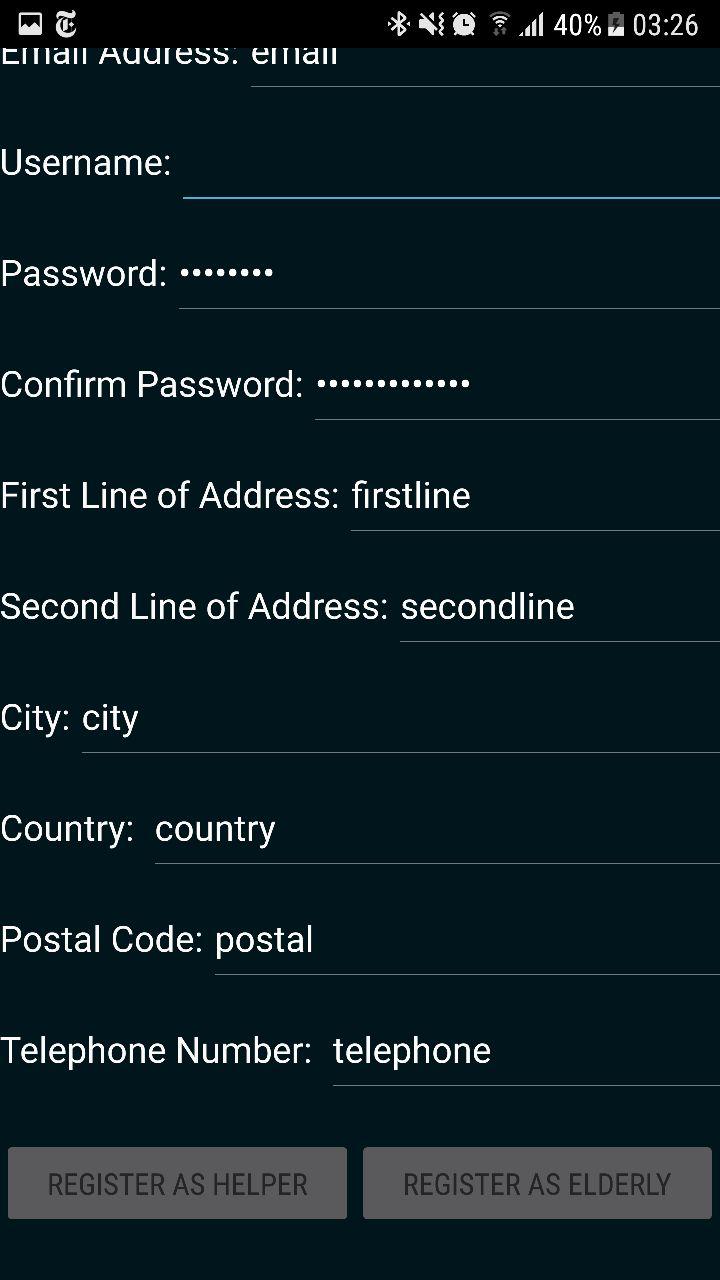 40% 03:26
Email Address: email
Username:
Password: ••••••••
Confirm Password: •••••••••••••
First Line of Address: firstline
Second Line of Address: secondline
City: city
Country: country
Postal Code: postal
Telephone Number: telephone
REGISTER AS HELPER REGISTER AS ELDERLY